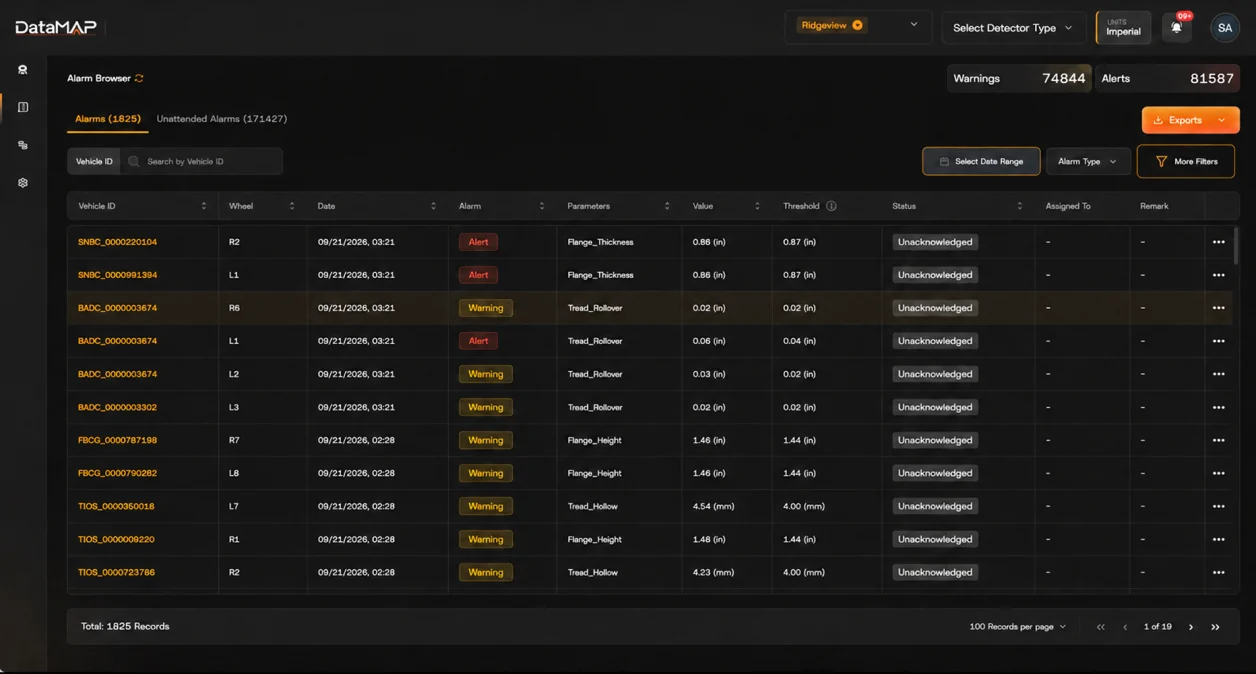 DataMAP
Ridgeview
Select Detector Type
UNITS
Imperial
99+
SA
Alarm Browser
Warnings 74844 Alerts 81587
Alarms (1825) Unattended Alarms (171427)
Exports
Vehicle ID Search by Vehicle ID
Select Date Range Alarm Type More Filters
Vehicle ID Wheel Date Alarm Parameters Value Threshold Status Assigned To Remark
SNBC_0000220104 R2 09/21/2026, 03:21 Alert Flange_Thickness 0.86 (in) 0.87 (in) Unacknowledged - - •••
SNBC_0000991394 L1 09/21/2026, 03:21 Alert Flange_Thickness 0.86 (in) 0.87 (in) Unacknowledged - - •••
BADC_0000003674 R6 09/21/2026, 03:21 Warning Tread_Rollover 0.02 (in) 0.02 (in) Unacknowledged - - •••
BADC_0000003674 L1 09/21/2026, 03:21 Alert Tread_Rollover 0.06 (in) 0.04 (in) Unacknowledged - - •••
BADC_0000003674 L2 09/21/2026, 03:21 Warning Tread_Rollover 0.03 (in) 0.02 (in) Unacknowledged - - •••
BADC_0000003302 L3 09/21/2026, 03:21 Warning Tread_Rollover 0.02 (in) 0.02 (in) Unacknowledged - - •••
FBCG_0000787198 R7 09/21/2026, 02:28 Warning Flange_Height 1.46 (in) 1.44 (in) Unacknowledged - - •••
FBCG_0000790282 L8 09/21/2026, 02:28 Warning Flange_Height 1.46 (in) 1.44 (in) Unacknowledged - - •••
TIOS_0000350016 L7 09/21/2026, 02:28 Warning Tread_Hollow 4.54 (mm) 4.00 (mm) Unacknowledged - - •••
TIOS_0000009220 R1 09/21/2026, 02:28 Warning Flange_Height 1.48 (in) 1.44 (in) Unacknowledged - - •••
TIOS_0000723786 R2 09/21/2026, 02:28 Warning Tread_Hollow 4.23 (mm) 4.00 (mm) Unacknowledged - - •••
Total: 1825 Records 100 Records per page 1 of 19